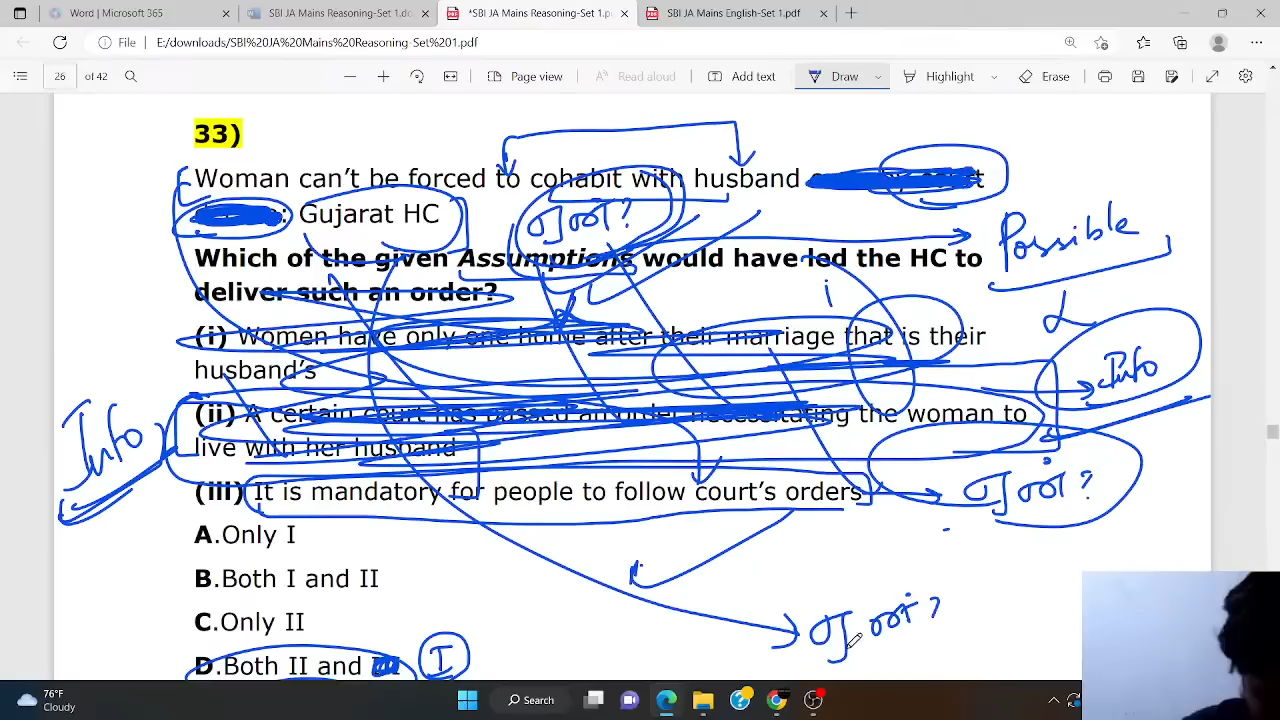 Word | Microsoft 365
SBI JA Mains Reasoning-Set 1.do
*SBI JA Mains Reasoning-Set 1.p
SBI JA Mains English-Set 1.pdf
File
E:/downloads/SBI%20JA%20Mains%20Reasoning-Set%201.pdf
26 of 42
Page view
Read aloud
Add text
Draw
Highlight
Erase
33)
Woman can't be forced to cohabit with husband
: Gujarat HC
Possible
Which of the given Assumptions would have led the HC to
deliver such an order?
(i) Women have only one home after their marriage that is their
husband's
Info
(ii) A certain court has passed an order necessitating the woman to
live with her husband
Info
(iii) It is mandatory for people to follow court's orders
A.Only I
B.Both I and II
C.Only II
D.Both II and
I
76°F
Cloudy
Search